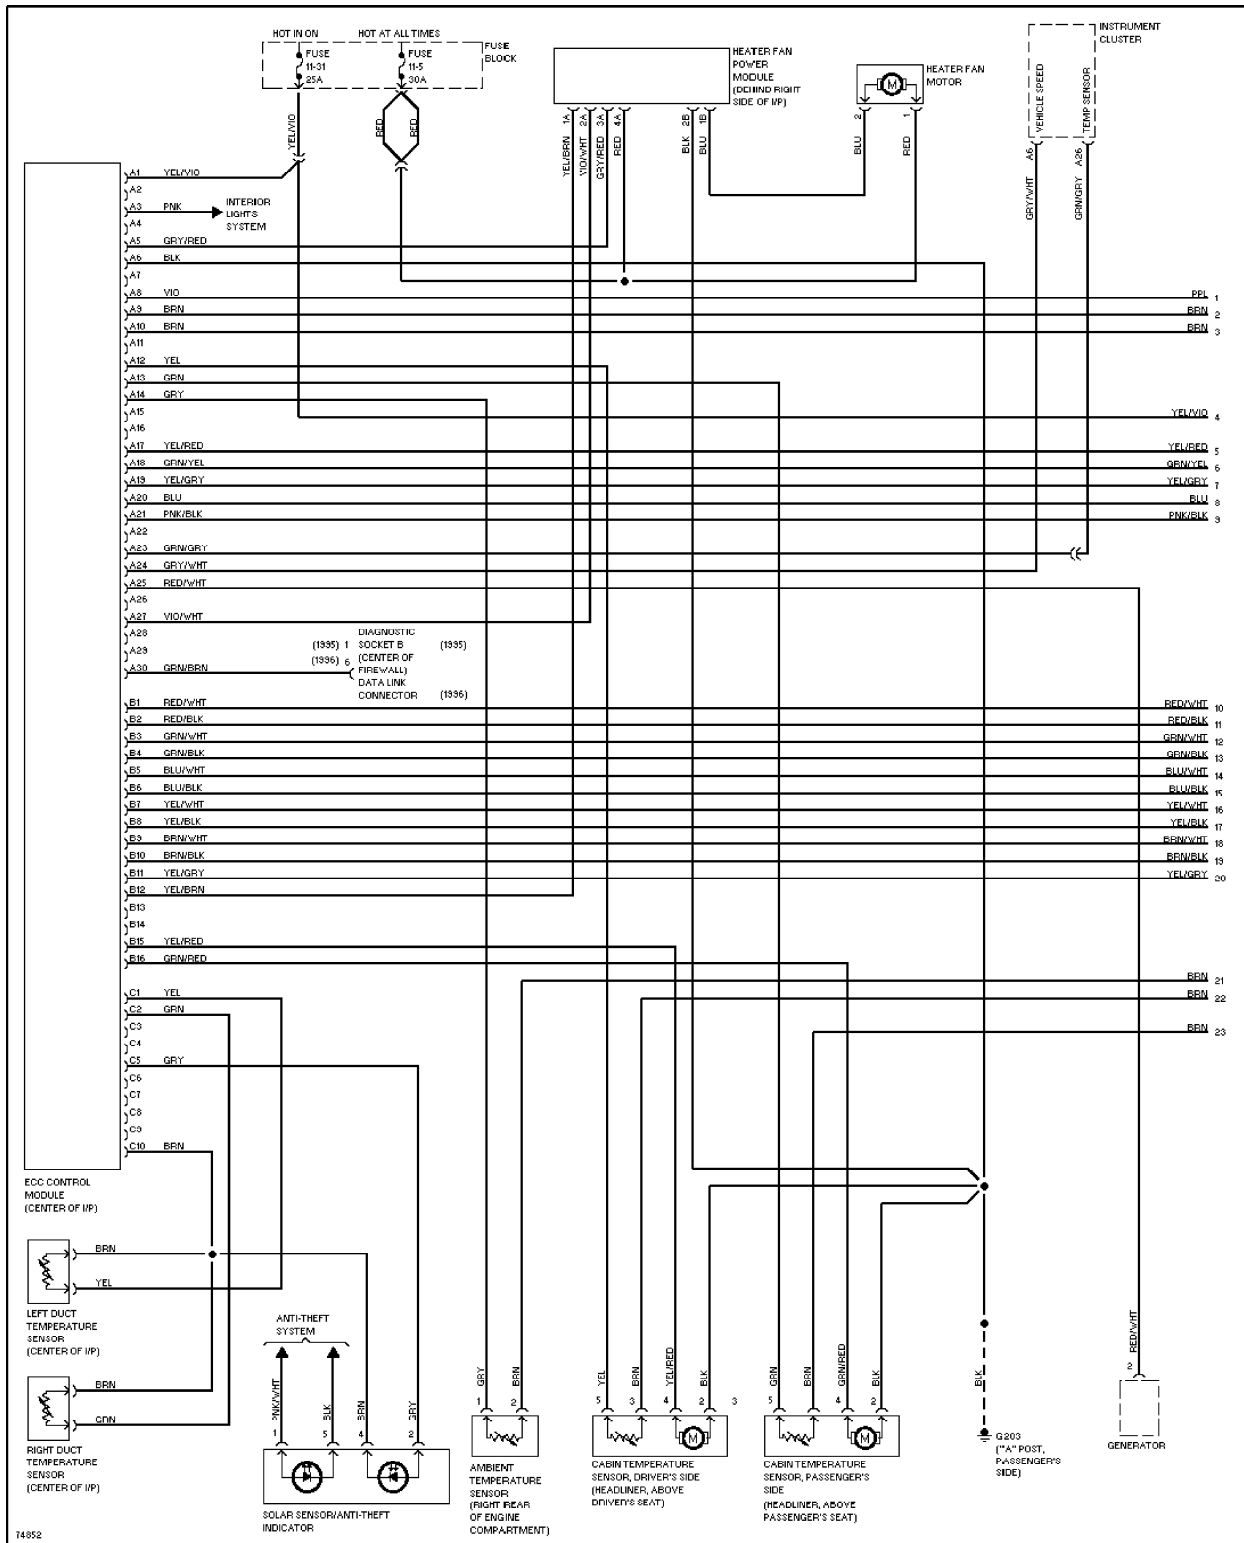 HOT IN ON
HOT AT ALL TIMES
FUSE
11-31
25A
FUSE
11-5
30A
FUSE
BLOCK
HEATER FAN
POWER
MODULE
(BEHIND RIGHT
SIDE OF I/P)
HEATER FAN
MOTOR
M
INSTRUMENT
CLUSTER
VEHICLE SPEED
TEMP SENSOR
YEL/VIO
RED
RED
YEL/BRN 1A
VIO/WHT 2A
GRY/RED 3A
RED 4A
BLK 2B
BLU 1B
BLU 2
RED 1
GRY/WHT A6
GRN/GRY A26
A1 YEL/VIO
A2
A3 PNK
INTERIOR
LIGHTS
SYSTEM
A4
A5 GRY/RED
A6 BLK
A7
A8 VIO PPL 1
A9 BRN BRN 2
A10 BRN BRN 3
A11
A12 YEL
A13 GRN
A14 GRY
A15 YEL/VIO 4
A16
A17 YEL/RED YEL/RED 5
A18 GRN/YEL GRN/YEL 6
A19 YEL/GRY YEL/GRY 7
A20 BLU BLU 8
A21 PNK/BLK PNK/BLK 9
A22
A23 GRN/GRY
A24 GRY/WHT
A25 RED/WHT
A26
A27 VIO/WHT
A28
A29
A30 GRN/BRN
(1995) 1
(1996) 6
DIAGNOSTIC
SOCKET B (1995)
(CENTER OF
FIREWALL)
DATA LINK
CONNECTOR (1996)
B1 RED/WHT RED/WHT 10
B2 RED/BLK RED/BLK 11
B3 GRN/WHT GRN/WHT 12
B4 GRN/BLK GRN/BLK 13
B5 BLU/WHT BLU/WHT 14
B6 BLU/BLK BLU/BLK 15
B7 YEL/WHT YEL/WHT 16
B8 YEL/BLK YEL/BLK 17
B9 BRN/WHT BRN/WHT 18
B10 BRN/BLK BRN/BLK 19
B11 YEL/GRY YEL/GRY 20
B12 YEL/BRN
B13
B14
B15 YEL/RED
B16 GRN/RED
BRN 21
BRN 22
BRN 23
C1 YEL
C2 GRN
C3
C4
C5 GRY
C6
C7
C8
C9
C10 BRN
ECC CONTROL
MODULE
(CENTER OF I/P)
BRN
YEL
LEFT DUCT
TEMPERATURE
SENSOR
(CENTER OF I/P)
BRN
GRN
RIGHT DUCT
TEMPERATURE
SENSOR
(CENTER OF I/P)
ANTI-THEFT
SYSTEM
PNK/WHT 1
BLK 5
BRN 4
GRY 2
SOLAR SENSOR/ANTI-THEFT
INDICATOR
GRY 1
BRN 2
AMBIENT
TEMPERATURE
SENSOR
(RIGHT REAR
OF ENGINE
COMPARTMENT)
YEL 5
BRN 3
YEL/RED 4
BLK 2
3
M
CABIN TEMPERATURE
SENSOR, DRIVER'S SIDE
(HEADLINER, ABOVE
DRIVER'S SEAT)
GRN 5
BRN 3
GRN/RED 4
BLK 2
M
CABIN TEMPERATURE
SENSOR, PASSENGER'S
SIDE
(HEADLINER, ABOVE
PASSENGER'S SEAT)
BLK
G203
("A" POST,
PASSENGER'S
SIDE)
RED/WHT
2
GENERATOR
74852